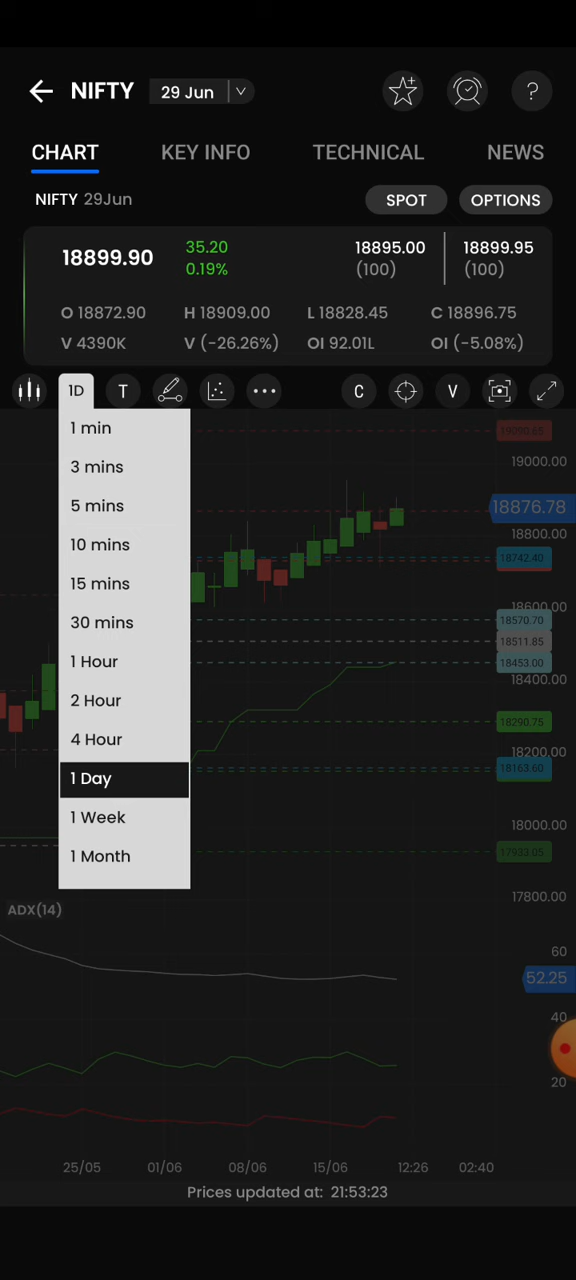 NIFTY 29 Jun ?
CHART KEY INFO TECHNICAL NEWS
NIFTY 29Jun SPOT OPTIONS
18899.90 35.20 0.19% 18895.00 (100) 18899.95 (100)
O 18872.90 H 18909.00 L 18828.45 C 18896.75
V 4390K V (-26.26%) OI 92.01L OI (-5.08%)
1D T C V
1 min
3 mins
5 mins
10 mins
15 mins
30 mins
1 Hour
2 Hour
4 Hour
1 Day
1 Week
1 Month
19090.65
19000.00
18876.78
18800.00
18742.40
18600.00
18570.70
18511.85
18453.00
18400.00
18290.75
18200.00
18163.60
18000.00
17933.05
17800.00
ADX(14)
60
52.25
40
20
25/05 01/06 08/06 15/06 12:26 02:40
Prices updated at: 21:53:23